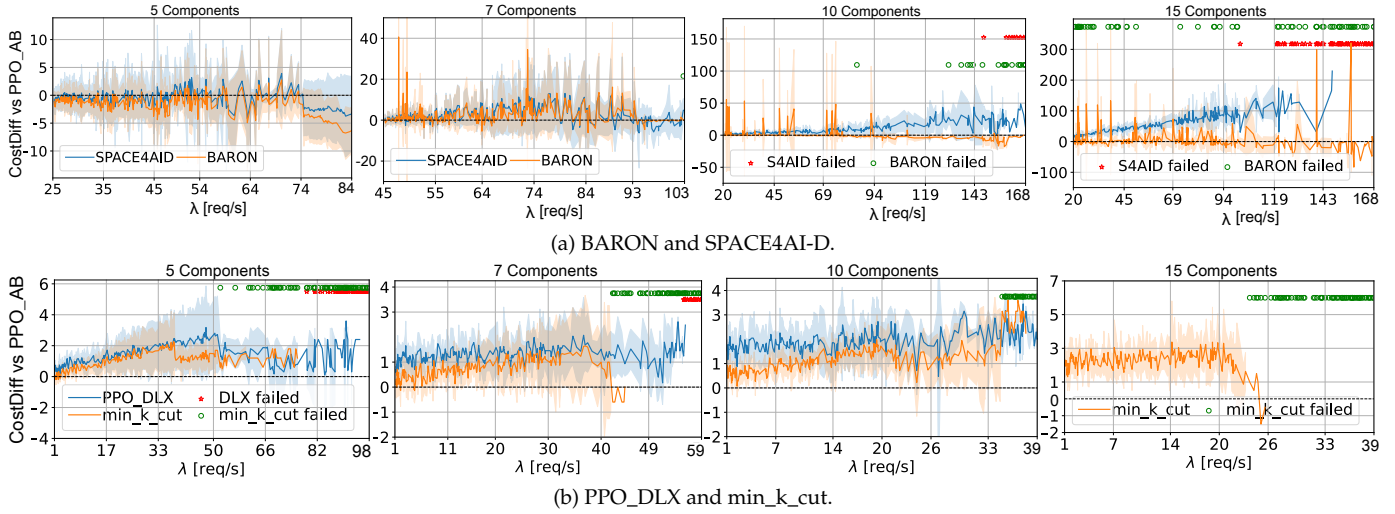 5 Components 7 Components 10 Components 15 Components
CostDiff vs PPO_AB
10
5
0
−5
−10
25 35 45 54 64 74 84
λ [req/s]
SPACE4AID BARON
40
20
0
−20
45 55 64 74 84 93 103
λ [req/s]
SPACE4AID BARON
150
100
50
0
−50
20 45 69 94 119 143 168
λ [req/s]
S4AID failed BARON failed
300
200
100
0
−100
20 45 69 94 119 143 168
λ [req/s]
S4AID failed BARON failed
(a) BARON and SPACE4AI-D.
5 Components 7 Components 10 Components 15 Components
CostDiff vs PPO_AB
6
4
2
0
−2
−4
1 17 33 50 66 82 98
λ [req/s]
PPO_DLX DLX failed
min_k_cut min_k_cut failed
4
3
1
0
−1
−2
1 11 20 30 40 49 59
λ [req/s]
4
3
1
0
−1
−2
1 7 14 20 26 33 39
λ [req/s]
7
6
4
3
1
0
−1
−2
1 7 14 20 26 33 39
λ [req/s]
min_k_cut min_k_cut failed
(b) PPO_DLX and min_k_cut.